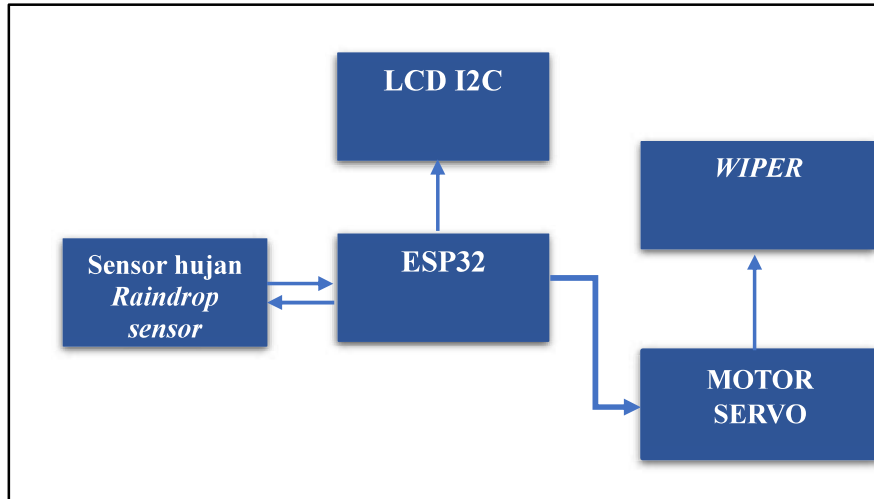 LCD I2C
WIPER
Sensor hujan
Raindrop
sensor
ESP32
MOTOR
SERVO